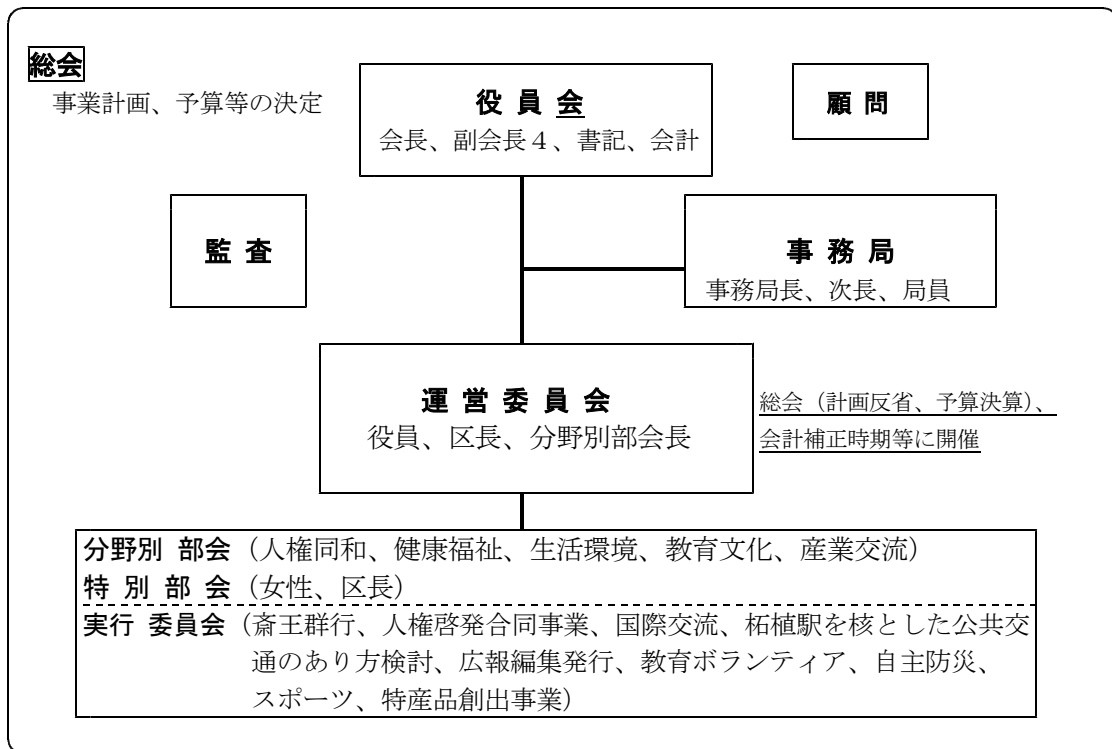 総会
事業計画、予算等の決定
役 員 会
会長、副会長４、書記、会計
顧 問
監 査
事 務 局
事務局長、次長、局員
運 営 委 員 会
役員、区長、分野別部会長
総会（計画反省、予算決算）、
会計補正時期等に開催
分野別 部会（人権同和、健康福祉、生活環境、教育文化、産業交流）
特 別 部 会（女性、区長）
実行 委員会（斎王群行、人権啓発合同事業、国際交流、柘植駅を核とした公共交
通のあり方検討、広報編集発行、教育ボランティア、自主防災、
スポーツ、特産品創出事業）